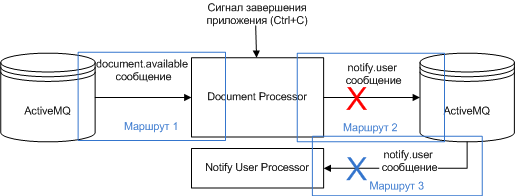 Сигнал завершения
приложения (Ctrl+C)
document.available
сообщение
notify.user
сообщение
ActiveMQ
Document Processor
ActiveMQ
Маршрут 1
Маршрут 2
Notify User Processor
notify.user
сообщение
Маршрут 3